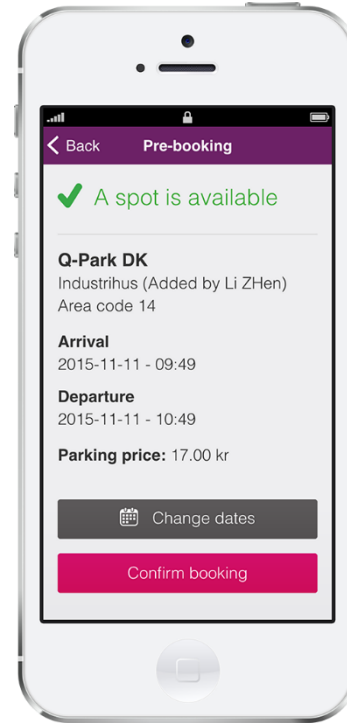 Back
Pre-booking
A spot is available
Q-Park DK
Industrihus (Added by Li ZHen)
Area code 14
Arrival
2015-11-11 - 09:49
Departure
2015-11-11 - 10:49
Parking price: 17.00 kr
Change dates
Confirm booking